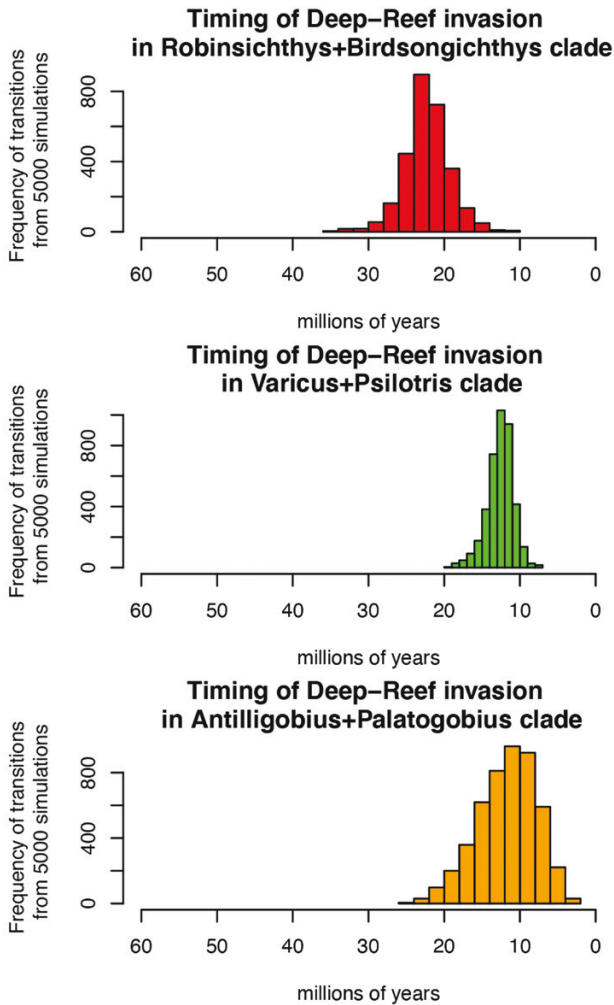 Timing of Deep–Reef invasion
in Robinsichthys+Birdsongichthys clade
Frequency of transitions
from 5000 simulations
800
400
0
60 50 40 30 20 10 0
millions of years
Timing of Deep–Reef invasion
in Varicus+Psilotris clade
Frequency of transitions
from 5000 simulations
800
400
0
60 50 40 30 20 10 0
millions of years
Timing of Deep–Reef invasion
in Antilligobius+Palatogobius clade
Frequency of transitions
from 5000 simulations
800
400
0
60 50 40 30 20 10 0
millions of years